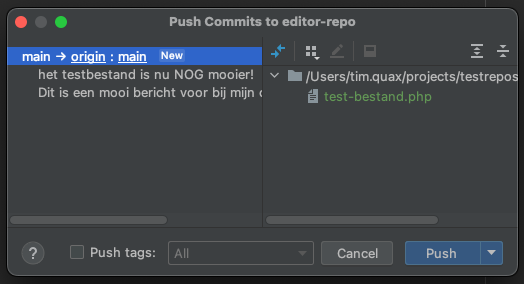 Push Commits to editor-repo
main → origin : main New
het testbestand is nu NOG mooier!
Dit is een mooi bericht voor bij mijn
/Users/tim.quax/projects/testrepos
test-bestand.php
? Push tags: All Cancel Push